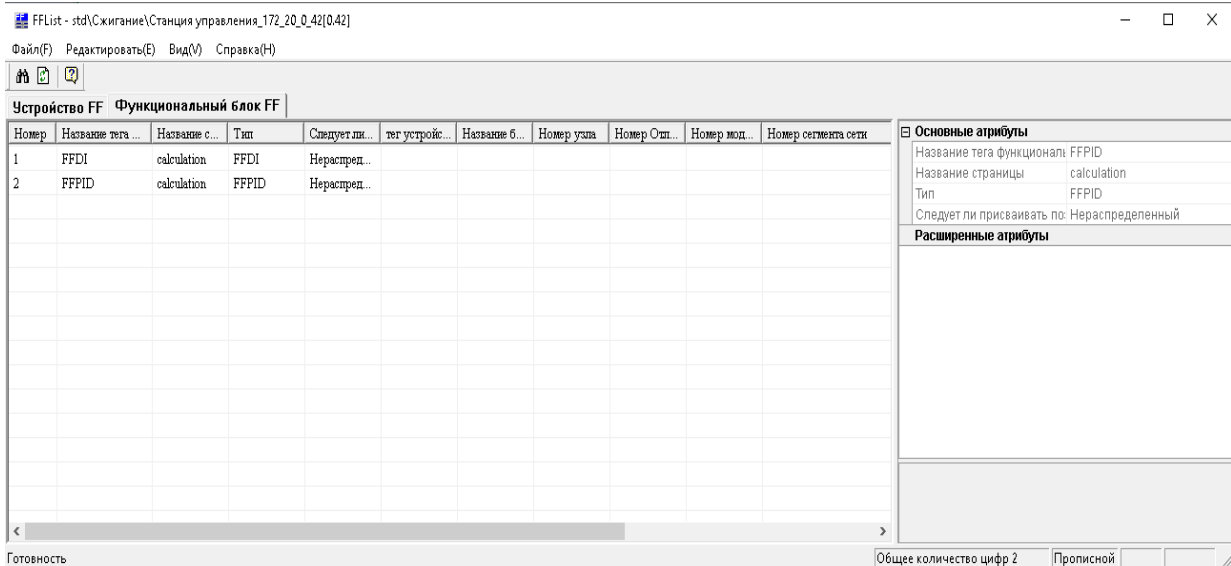 FFList - std\Сжигание\Станция управления_172_20_0_42[0.42]
Файл(F) Редактировать(E) Вид(V) Справка(H)
Устройство FF Функциональный блок FF
Номер Название тега ... Название с... Тип Следует ли... тег устройс... Название б... Номер узла Номер Отп... Номер мод... Номер сегмента сети
1 FFDI calculation FFDI Нераспред...
2 FFPID calculation FFPID Нераспред...
Основные атрибуты
Название тега функционал FFPID
Название страницы calculation
Тип FFPID
Следует ли присваивать по Нераспределенный
Расширенные атрибуты
Готовность Общее количество цифр 2 Прописной